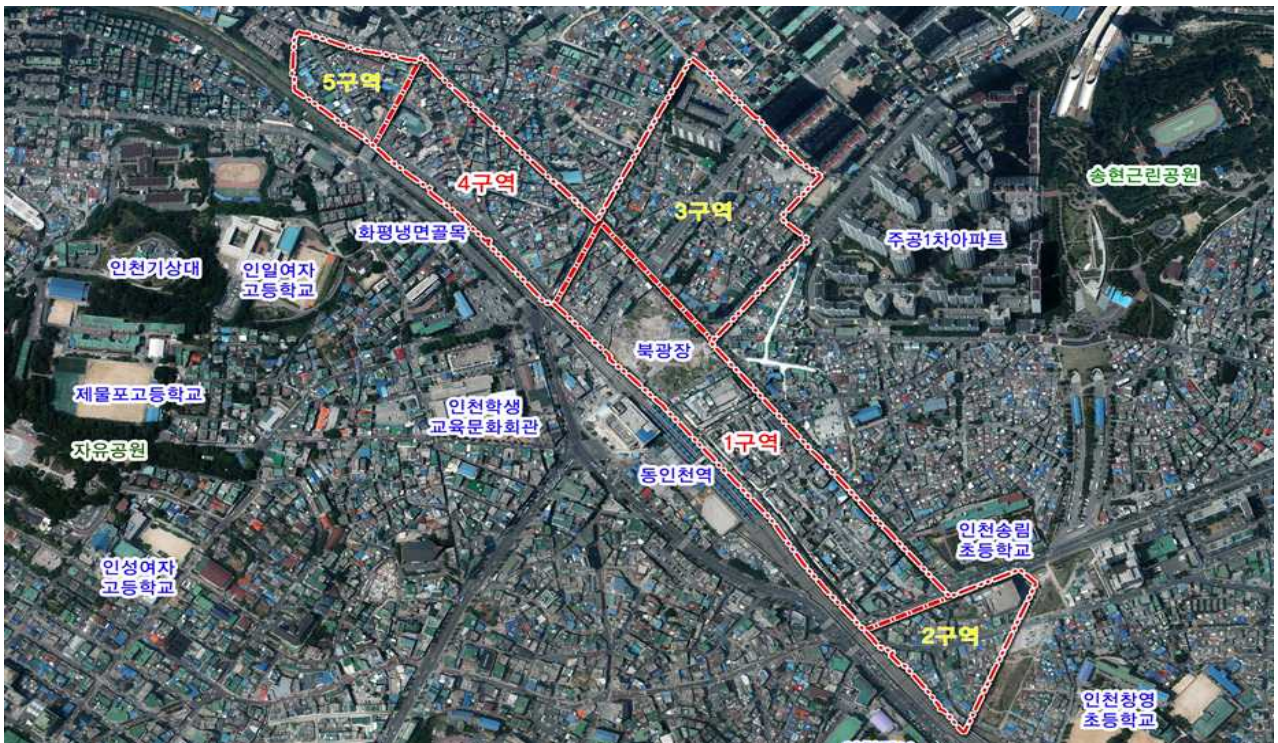 5구역
4구역
3구역
송현근린공원
화평냉면골목
주공1차아파트
인천기상대
인일여자
고등학교
북광장
제물포고등학교
인천학생
교육문화회관
자유공원
1구역
동인천역
인천송림
초등학교
인성여자
고등학교
2구역
인천창영
초등학교